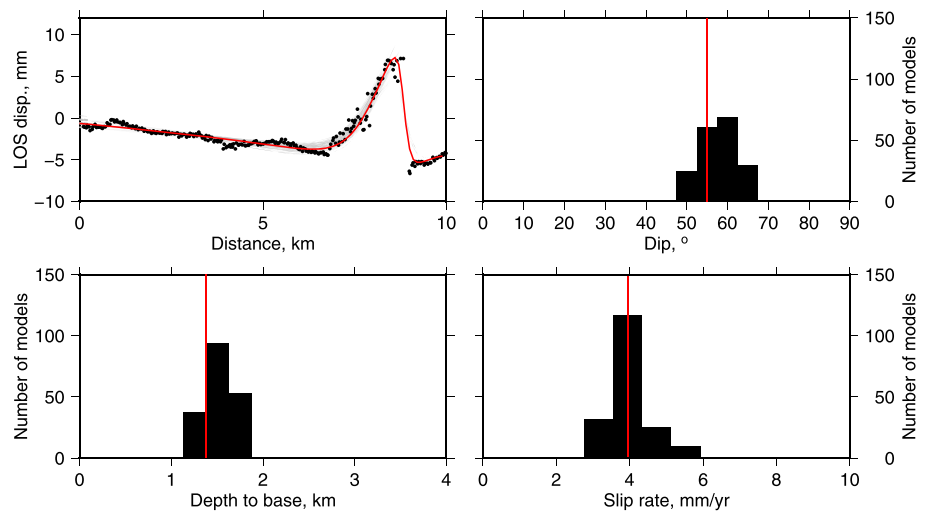 LOS disp., mm
10
5
0
−5
−10
0 5 10
Distance, km
150
100
50
0
Number of models
0 10 20 30 40 50 60 70 80 90
Dip, °
Number of models
150
100
50
0
0 1 2 3 4
Depth to base, km
150
100
50
0
Number of models
0 2 4 6 8 10
Slip rate, mm/yr